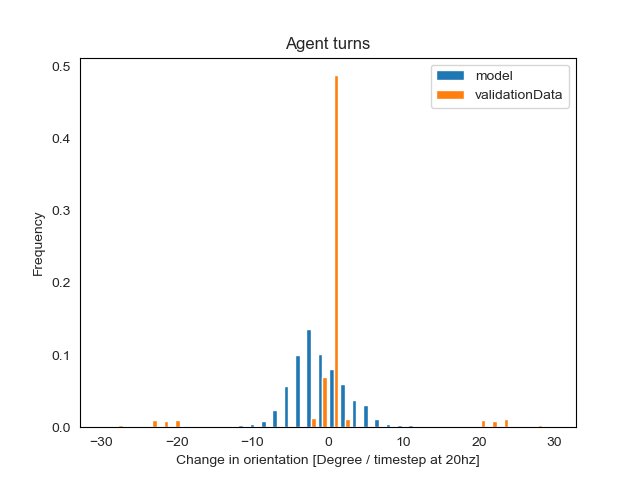 Agent turns
model
validationData
Frequency
0.5
0.4
0.3
0.2
0.1
0.0
−30
−20
−10
0
10
20
30
Change in orientation [Degree / timestep at 20hz]